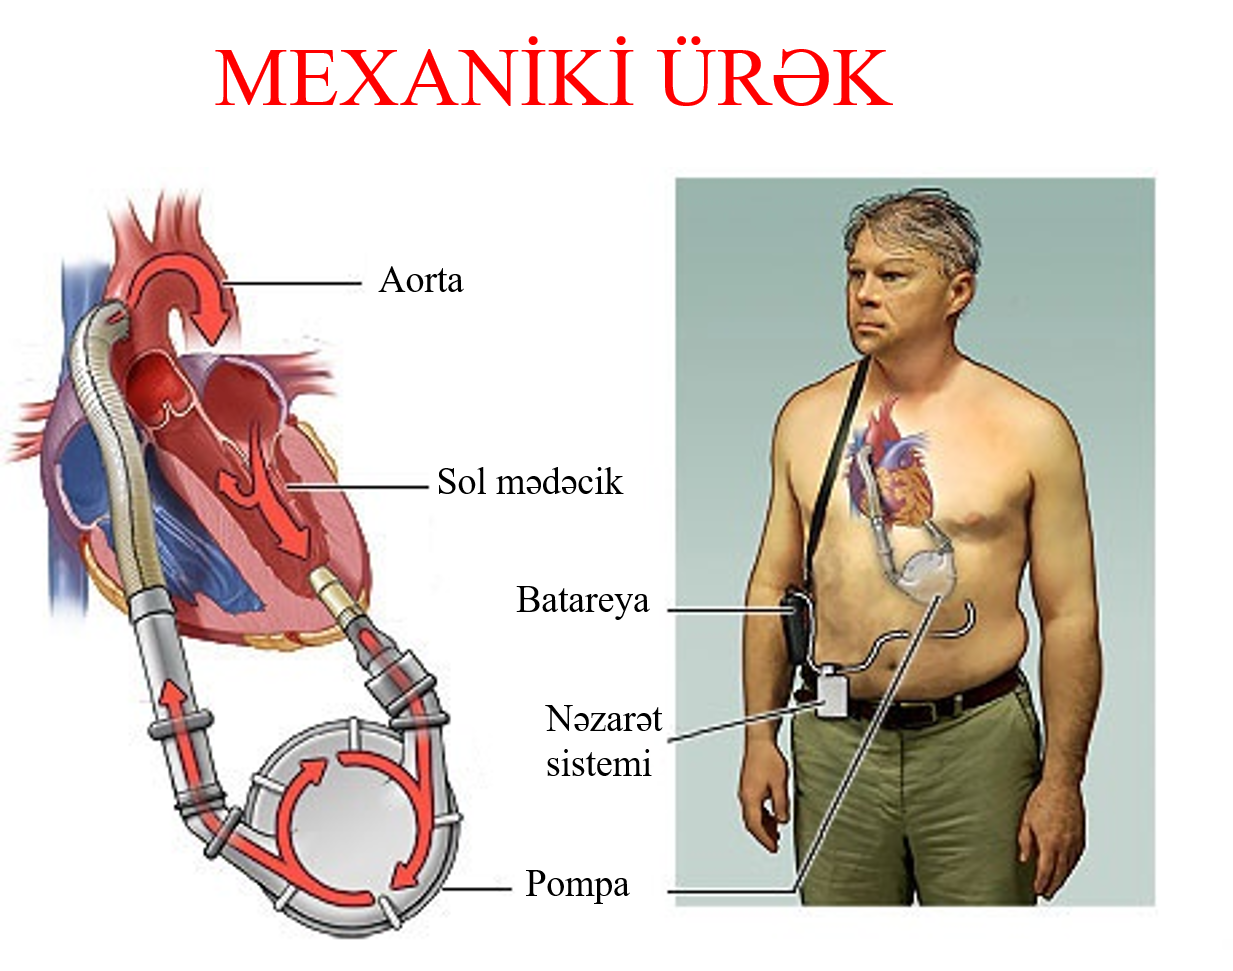 MEXANİKİ ÜRƏK
Aorta
Sol mədəcik
Batareya
Nəzarət
sistemi
Pompa